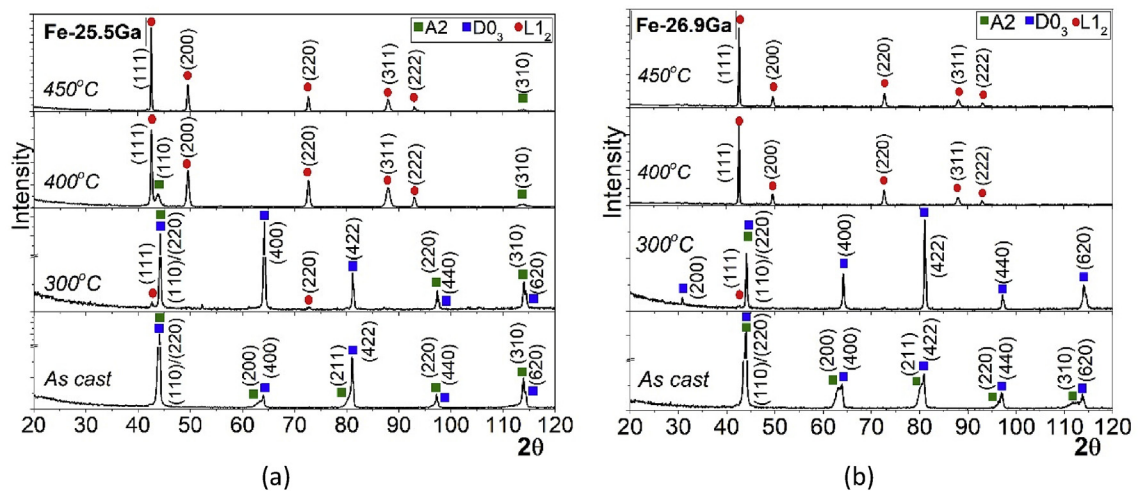 Fe-25.5Ga
A2 D0₃ L1₂
450°C
(111) (200) (220) (311) (222) (310)
400°C
(111) (110) (200) (220) (311) (222) (310)
300°C
(111) (110)/(220) (400) (220) (422) (220) (440) (310) (620)
As cast
(110)/(220) (200) (400) (211) (422) (220) (440) (310) (620)
Intensity
20 30 40 50 60 70 80 90 100 110 120
2θ
(a)
Fe-26.9Ga
A2 D0₃ L1₂
450°C
(111) (200) (220) (311) (222)
400°C
(111) (200) (220) (311) (222)
300°C
(200) (111) (110)/(220) (400) (422) (440) (620)
As cast
(110)/(220) (200) (400) (211) (422) (220) (440) (310) (620)
Intensity
20 30 40 50 60 70 80 90 100 110 120
2θ
(b)